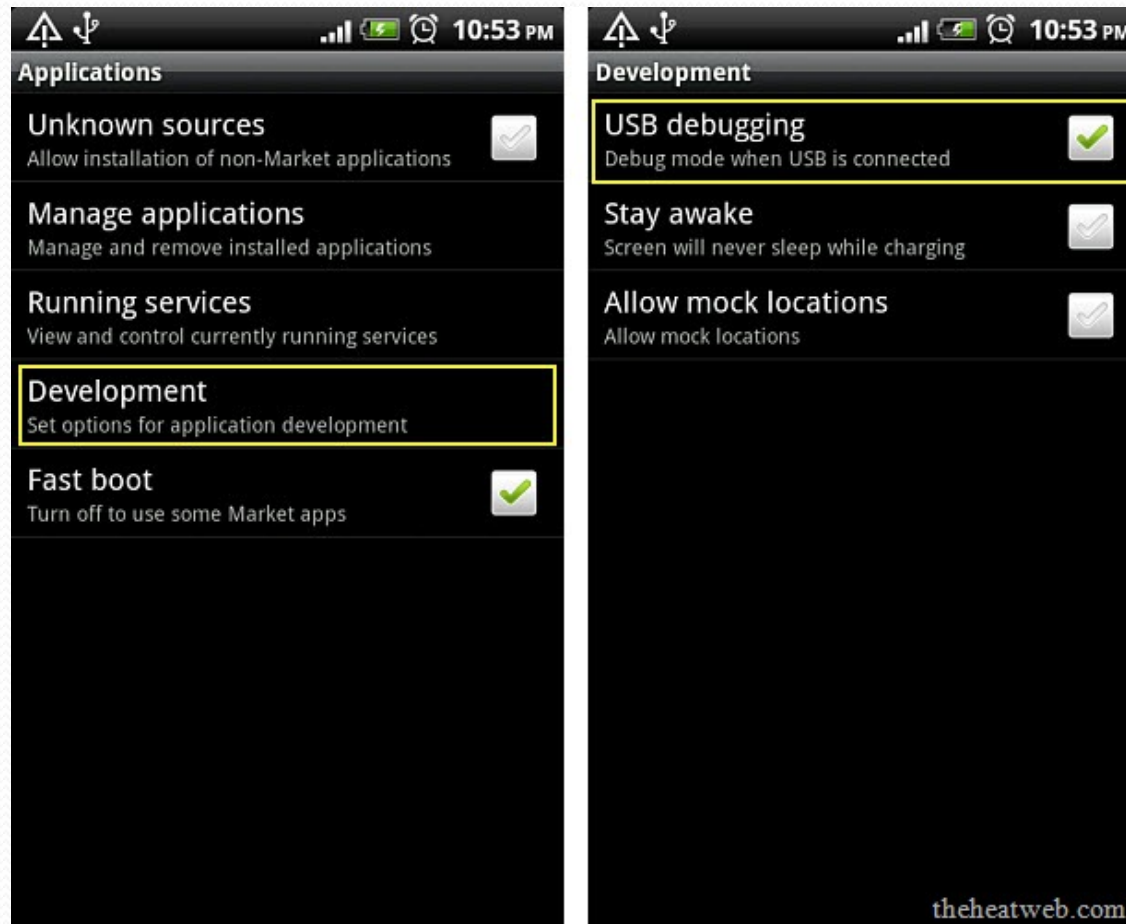 10:53 PM
Applications
Unknown sources
Allow installation of non-Market applications
Manage applications
Manage and remove installed applications
Running services
View and control currently running services
Development
Set options for application development
Fast boot
Turn off to use some Market apps
10:53 PM
Development
USB debugging
Debug mode when USB is connected
Stay awake
Screen will never sleep while charging
Allow mock locations
Allow mock locations
theheatweb.com